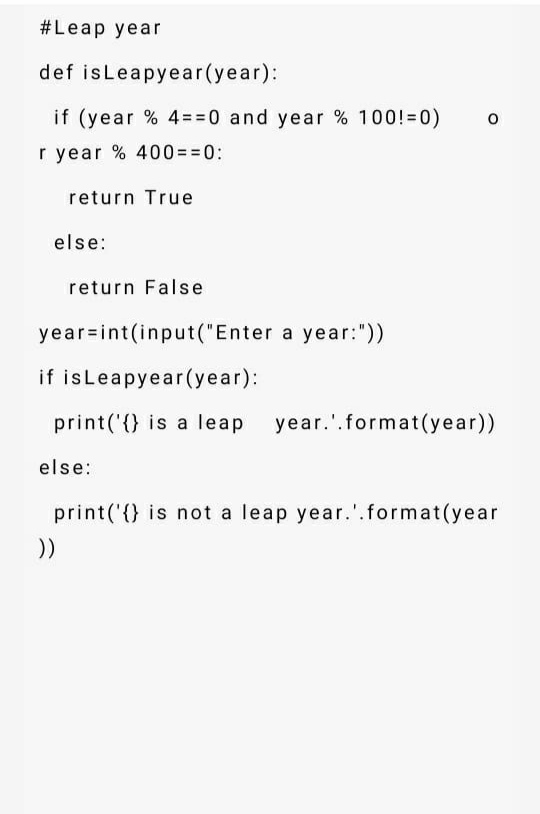 #Leap year
def isLeapyear(year):
  if (year % 4==0 and year % 100!=0)    o
r year % 400==0:
    return True
  else:
    return False
year=int(input("Enter a year:"))
if isLeapyear(year):
  print('{} is a leap   year.'.format(year))
else:
  print('{} is not a leap year.'.format(year
))